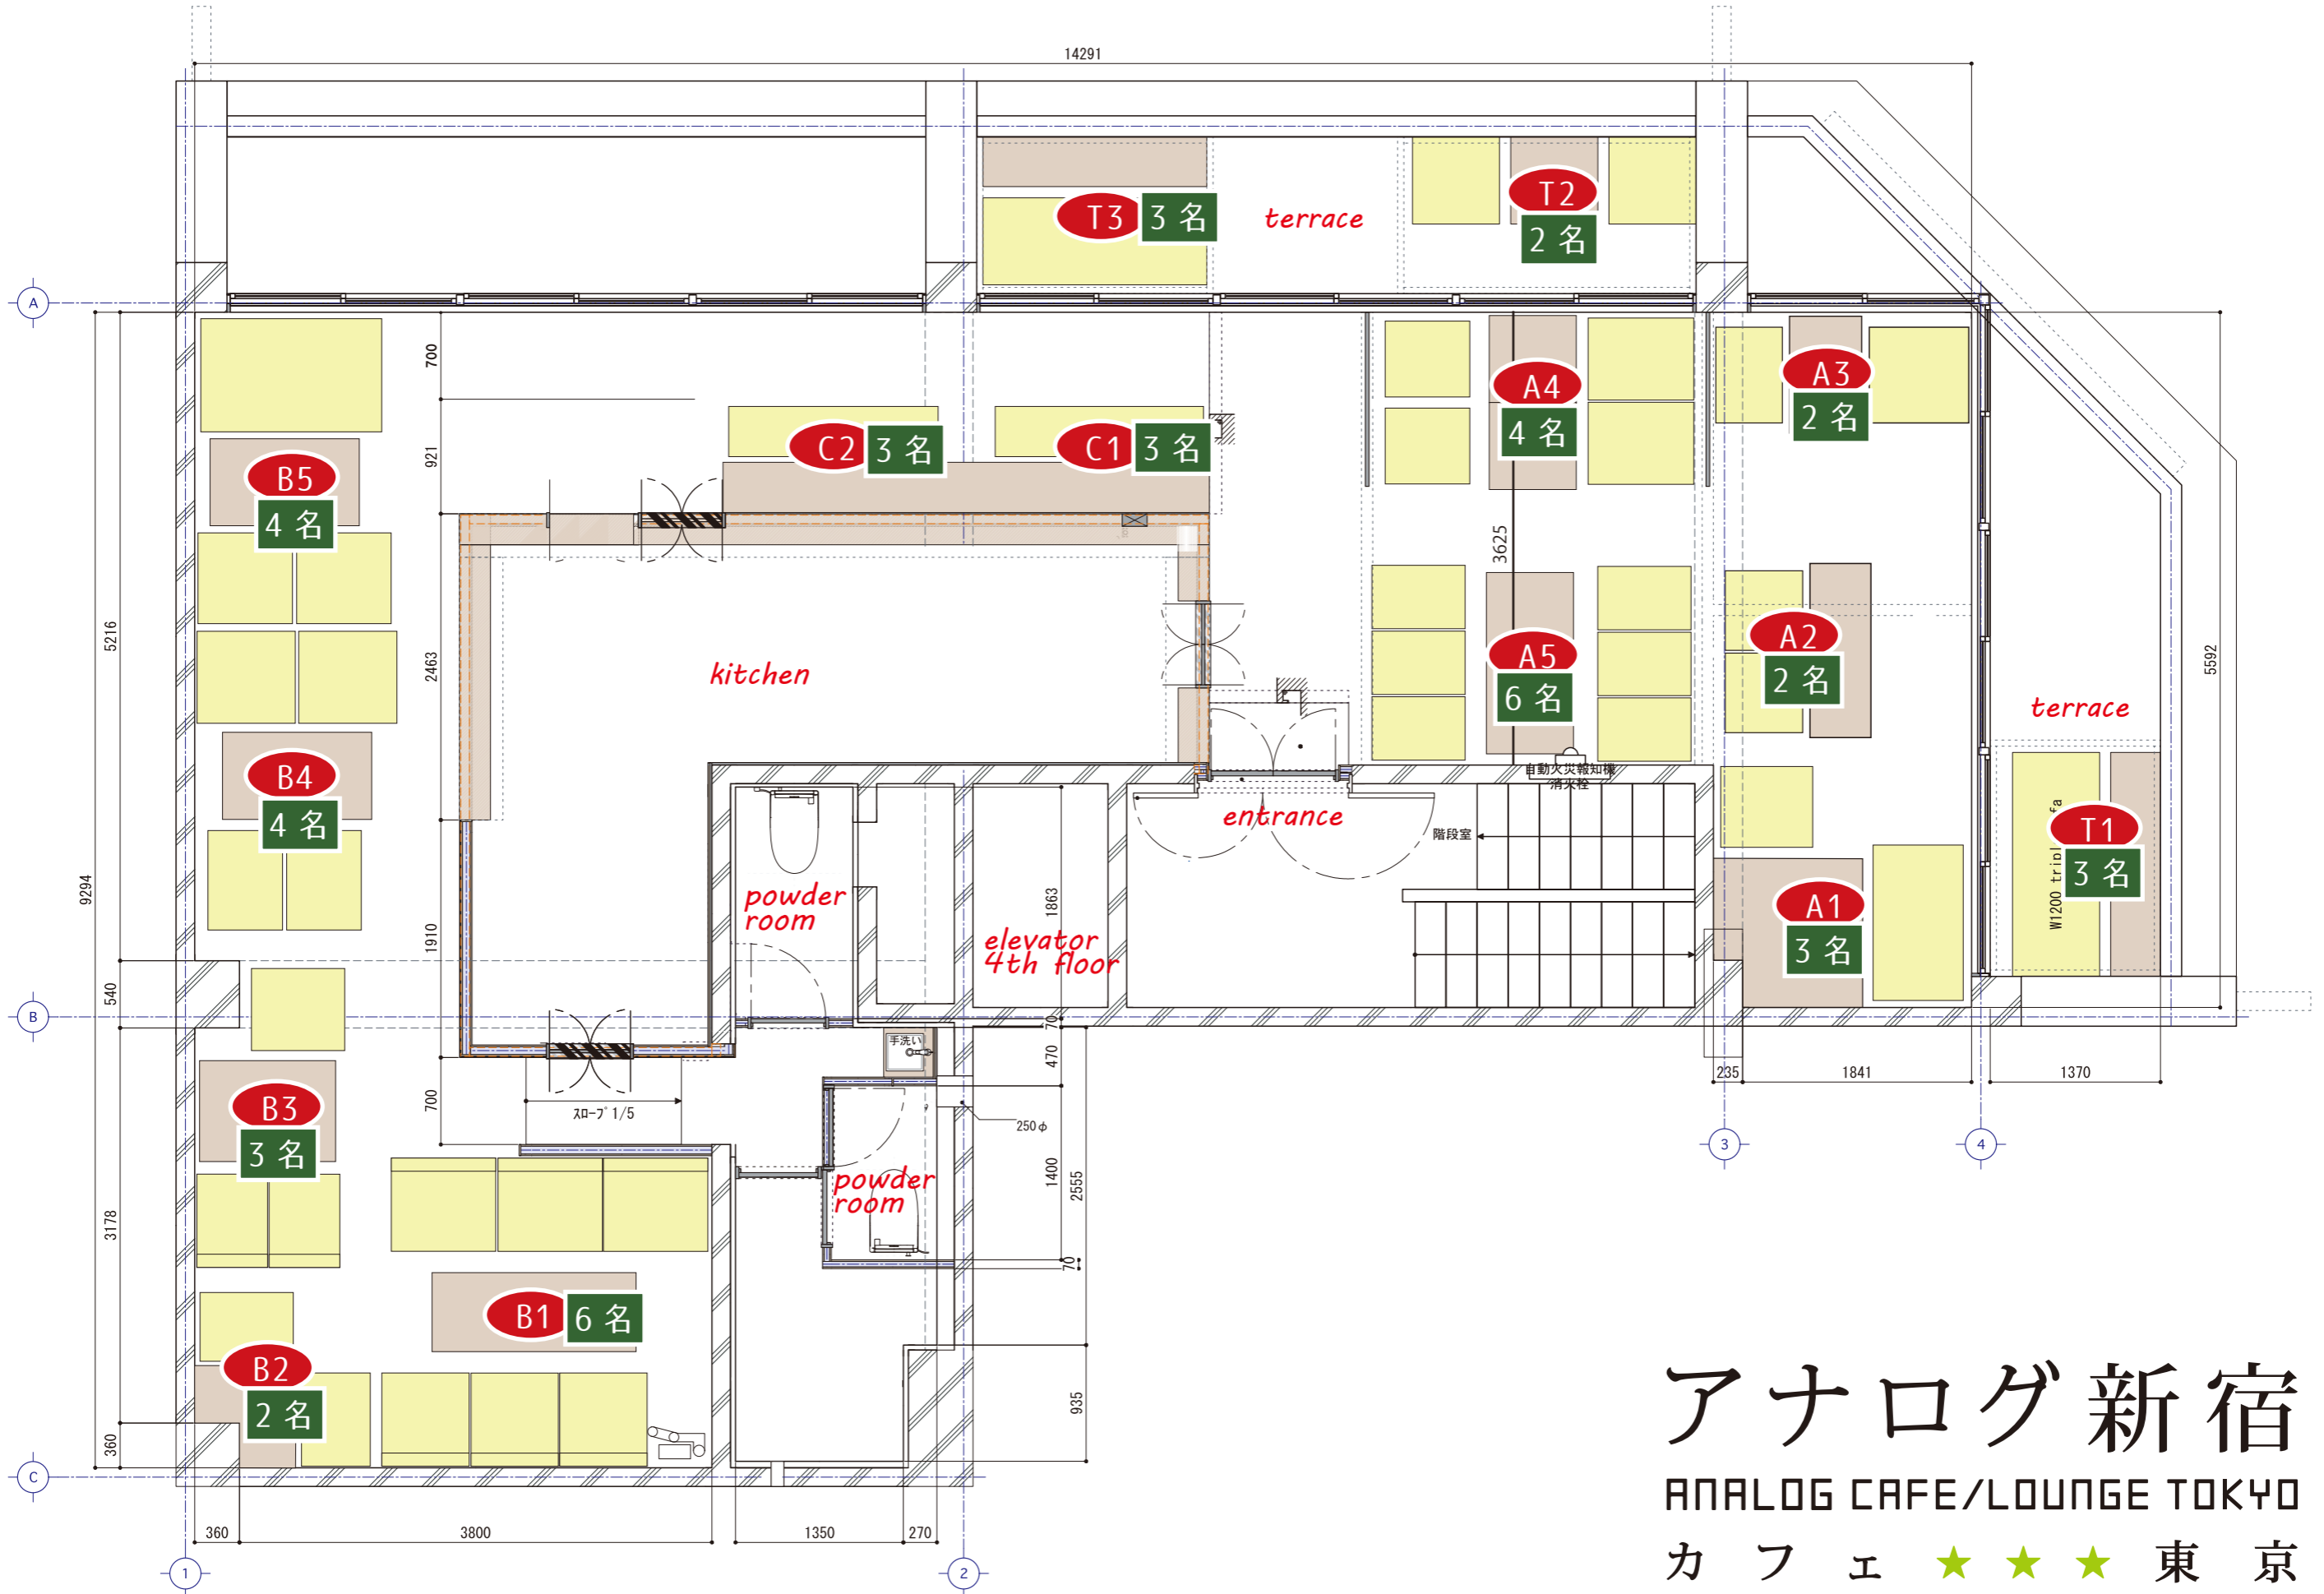 14291
T3 3 名
terrace
T2
2 名
A
700
921
B5
4 名
C2 3 名
C1 3 名
A4
4 名
A3
2 名
3625
5216
2463
kitchen
A5
6 名
A2
2 名
5592
terrace
B4
4 名
自動火災報知機
消火栓
entrance
階段室
T1
3 名
9294
1910
powder
room
1863
elevator
4th floor
A1
3 名
540
B
70
手洗い
470
235
1841
1370
B3
3 名
700
スロープ 1/5
250φ
3
4
powder
room
1400
2555
3178
70
B1 6 名
B2
2 名
935
360
C
360
3800
1350
270
1
2
アナログ新宿
ANALOG CAFE/LOUNGE TOKYO
カフェ★★★東京